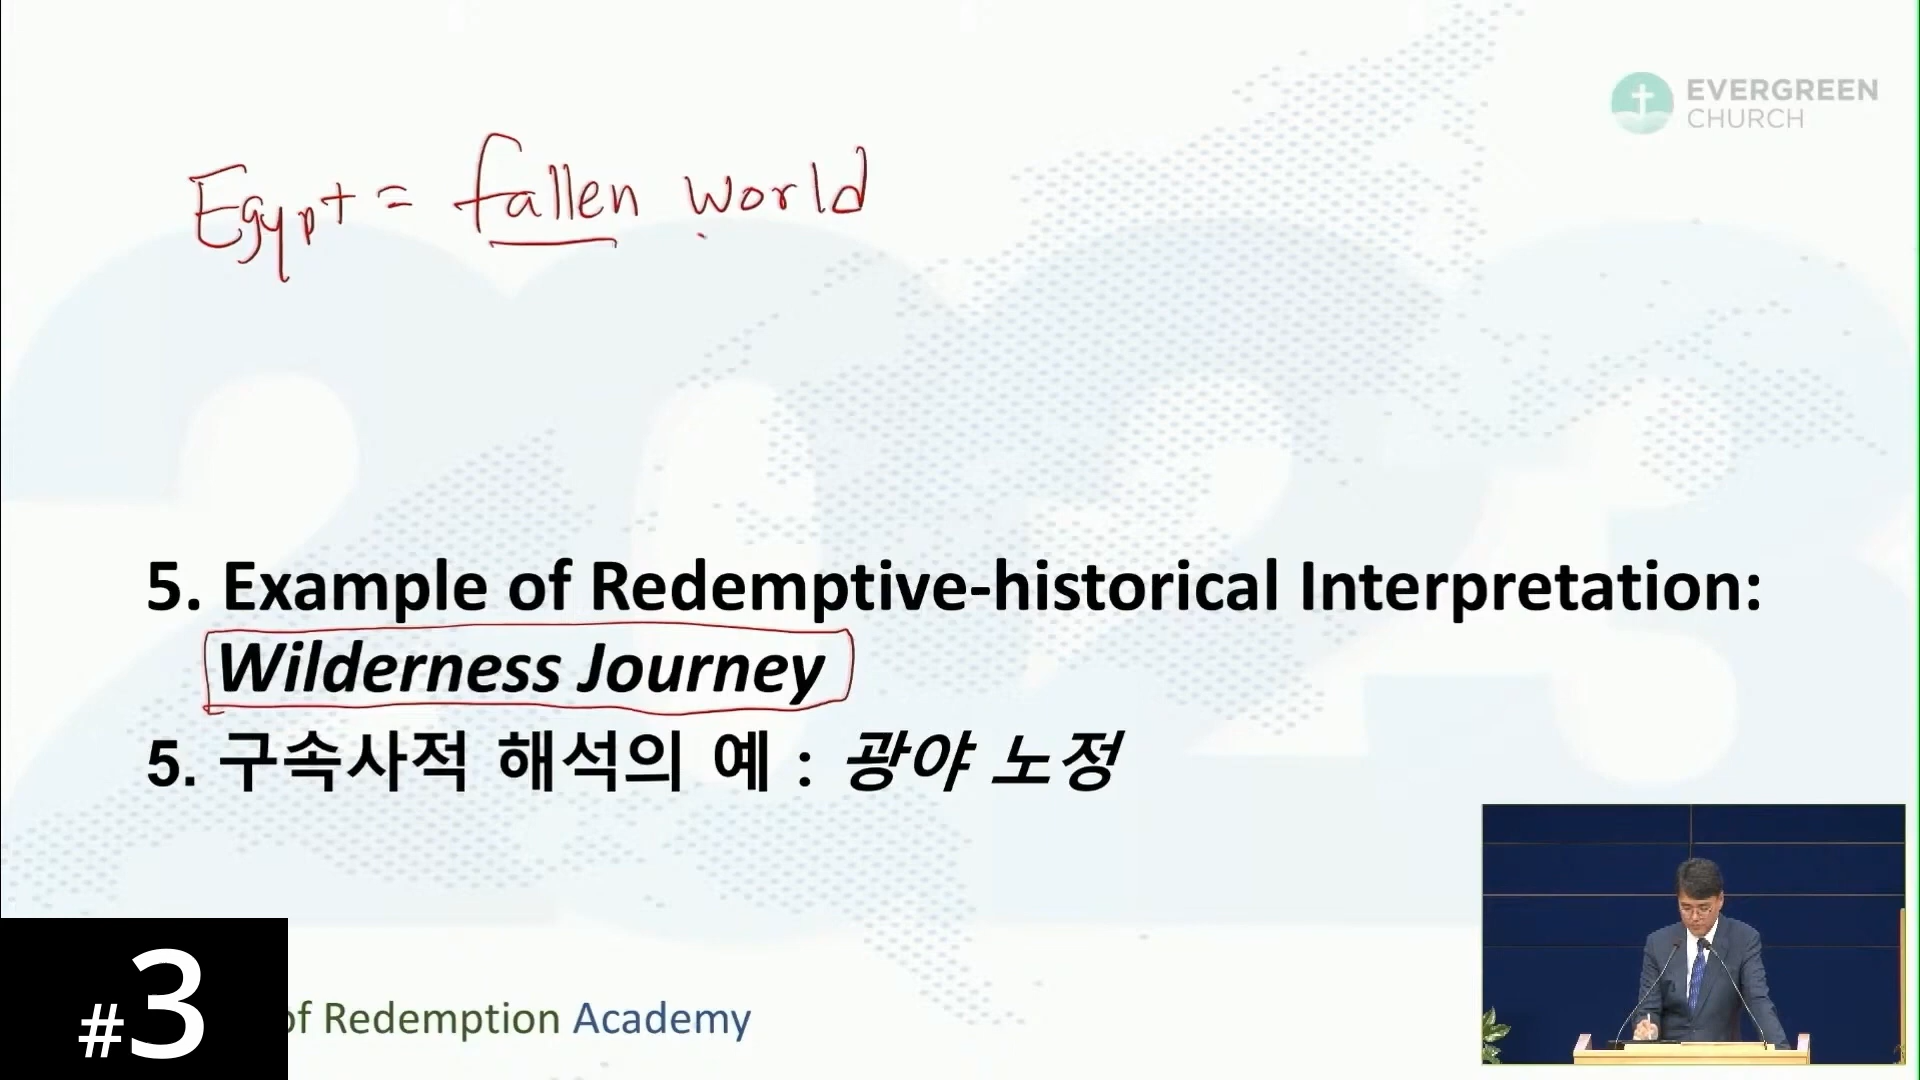 EVERGREEN
CHURCH
Egypt = fallen world
5. Example of Redemptive-historical Interpretation:
Wilderness Journey
5. 구속사적 해석의 예 : 광야 노정
#3
of Redemption Academy